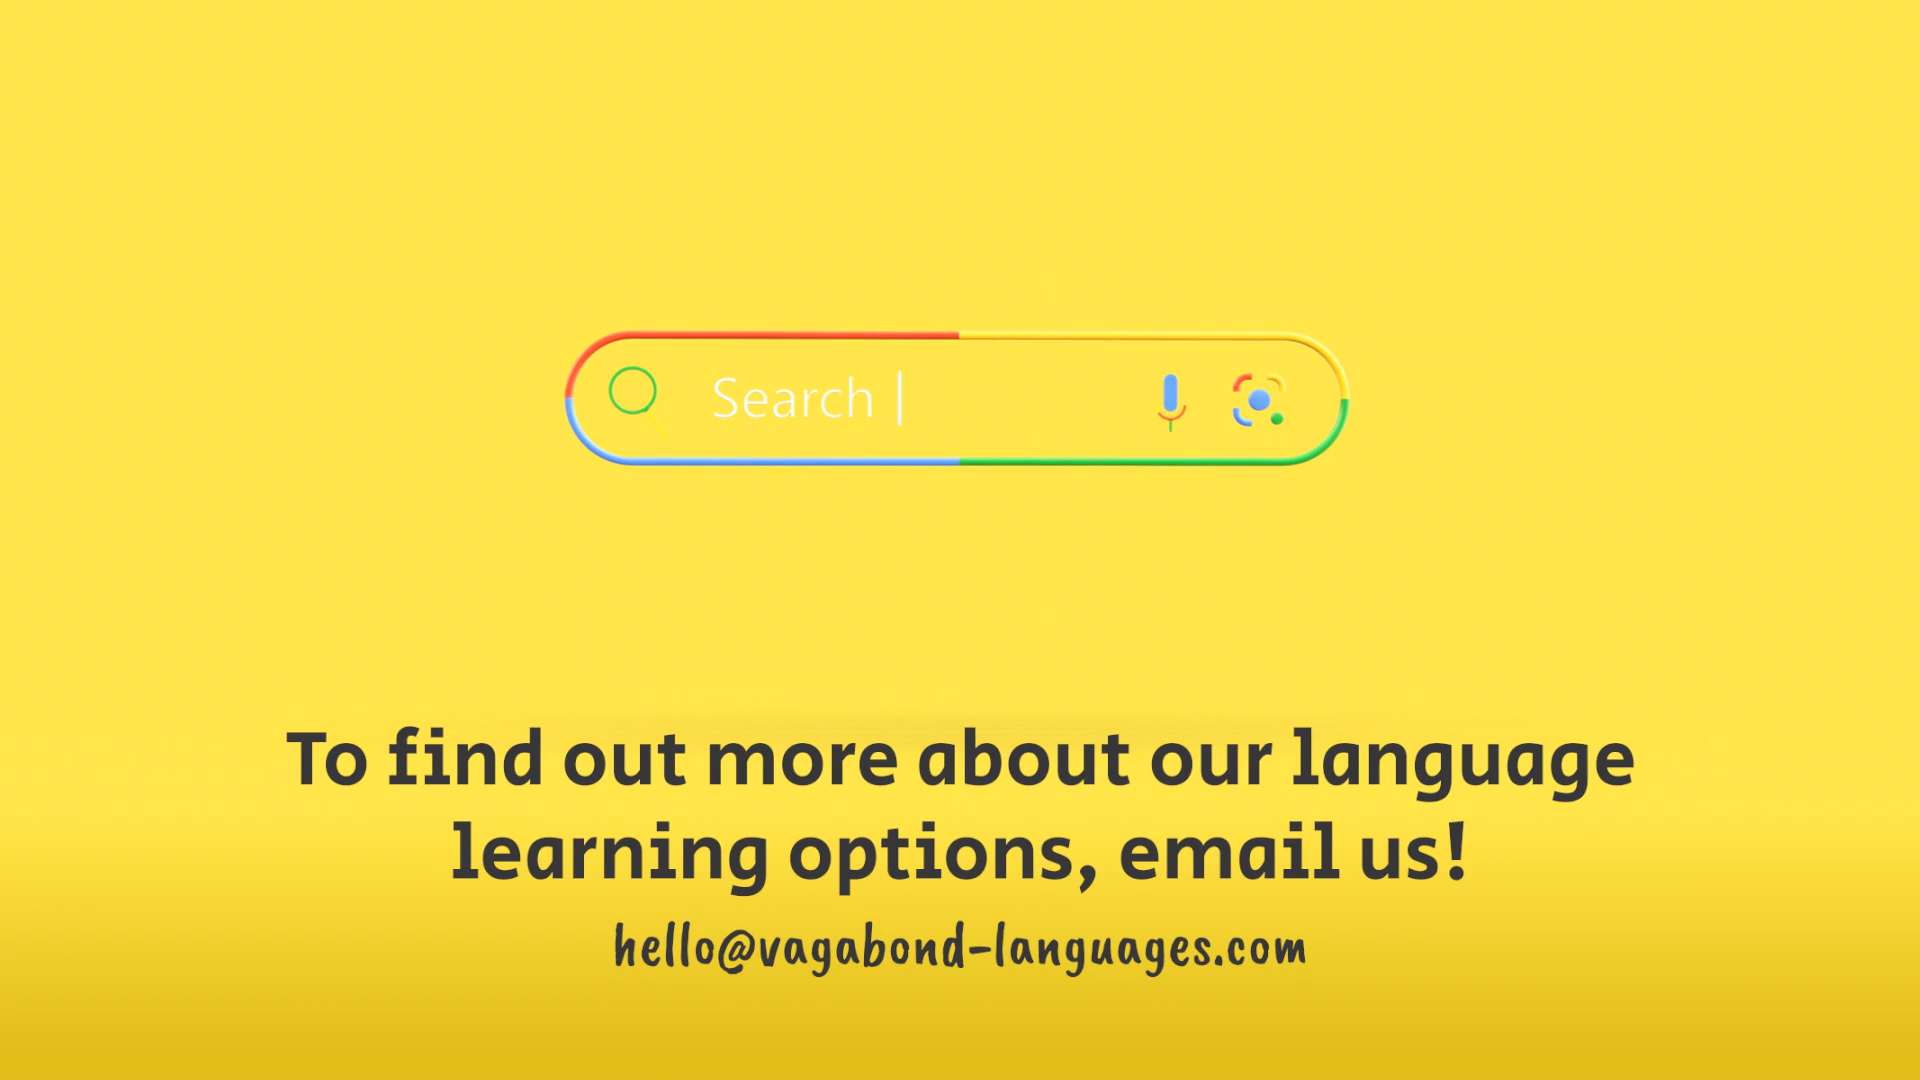 Search
To find out more about our language
learning options, email us!
hello@vagabond-languages.com